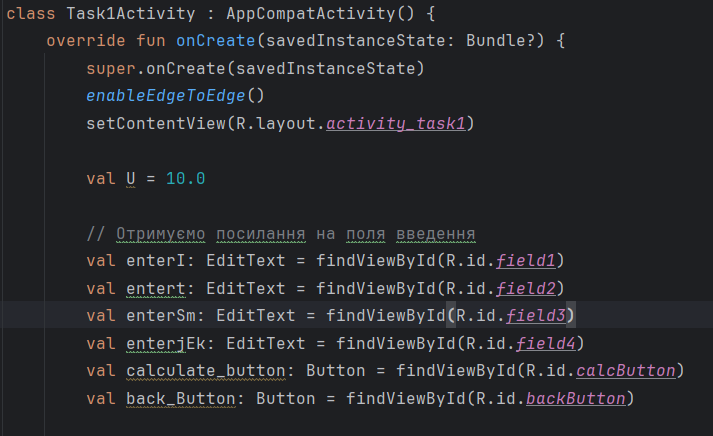 class Task1Activity : AppCompatActivity() {
override fun onCreate(savedInstanceState: Bundle?) {
super.onCreate(savedInstanceState)
enableEdgeToEdge()
setContentView(R.layout.activity_task1)
val U = 10.0
// Отримуємо посилання на поля введення
val enterI: EditText = findViewById(R.id.field1)
val entert: EditText = findViewById(R.id.field2)
val enterSm: EditText = findViewById(R.id.field3)
val enterjEk: EditText = findViewById(R.id.field4)
val calculate_button: Button = findViewById(R.id.calcButton)
val back_Button: Button = findViewById(R.id.backButton)